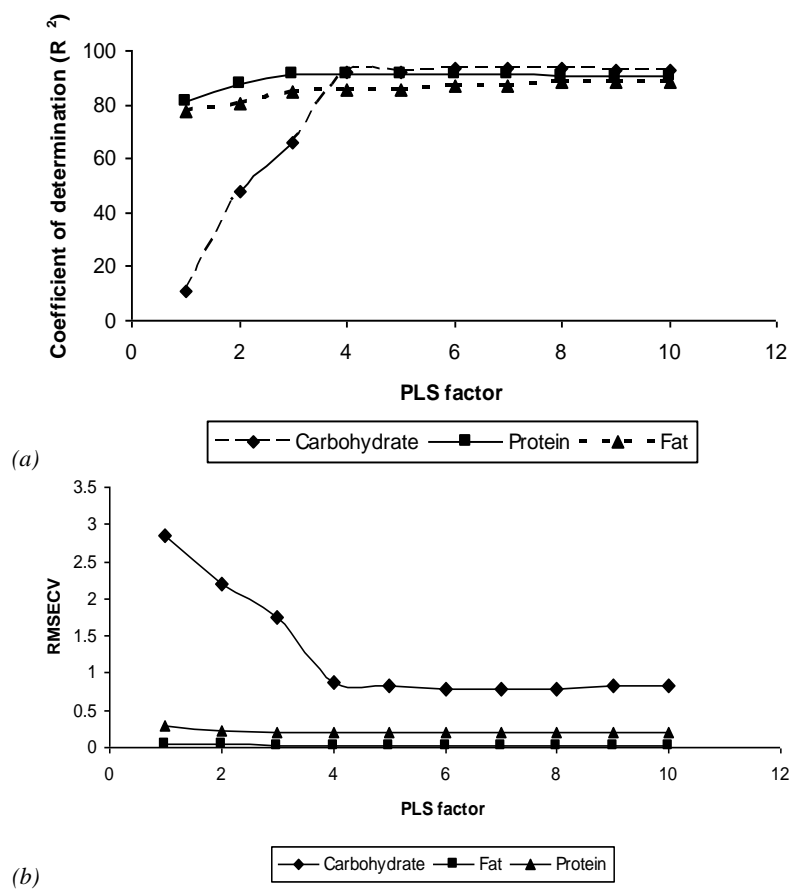 Coefficient of determination (R 2)
100
80
60
40
20
0
0 2 4 6 8 10 12
PLS factor
Carbohydrate Protein Fat
(a)
3.5
3
2.5
2
1.5
1
0.5
0
RMSECV
0 2 4 6 8 10 12
PLS factor
Carbohydrate Fat Protein
(b)